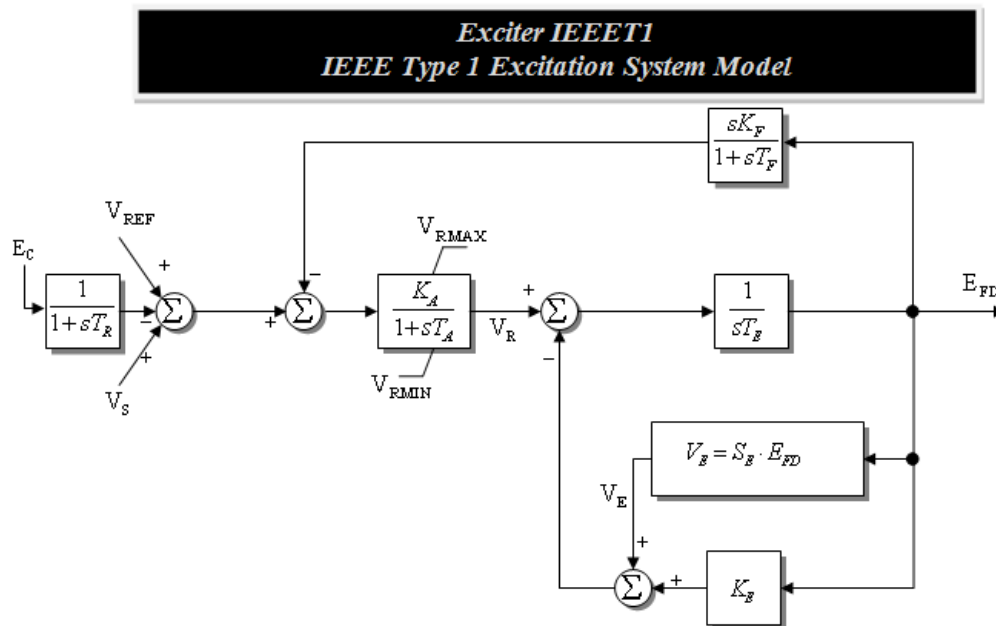 Exciter IEEET1
IEEE Type 1 Excitation System Model
sK_F
1+sT_F
V_REF
V_RMAX
E_C
+
−
1
1+sT_R
−
Σ
+
V_S
+
Σ
K_A
1+sT_A
V_RMIN
+
V_R
Σ
−
1
sT_E
E_FD
V_E = S_E · E_FD
V_E
+
Σ
+
K_E